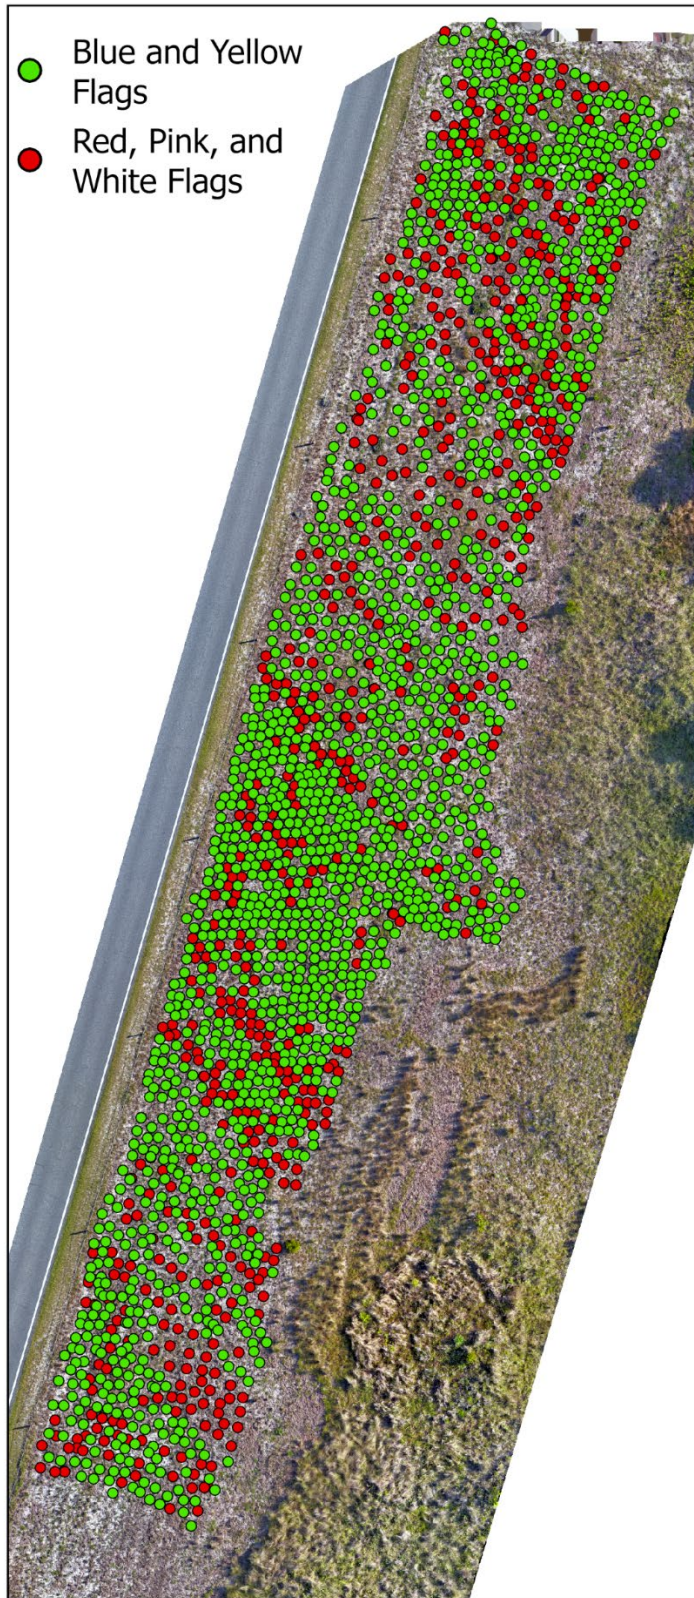 Blue and Yellow
Flags
Red, Pink, and
White Flags